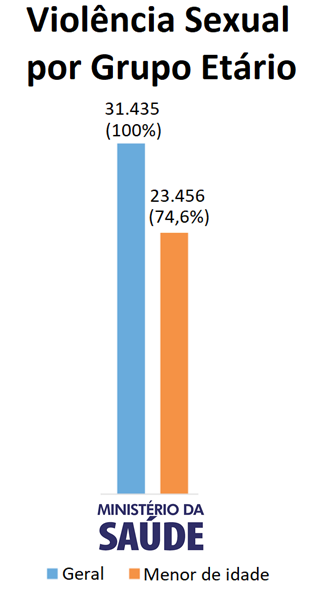 Violência Sexual
por Grupo Etário
31.435
(100%)
23.456
(74,6%)
MINISTÉRIO DA
SAÚDE
Geral
Menor de idade